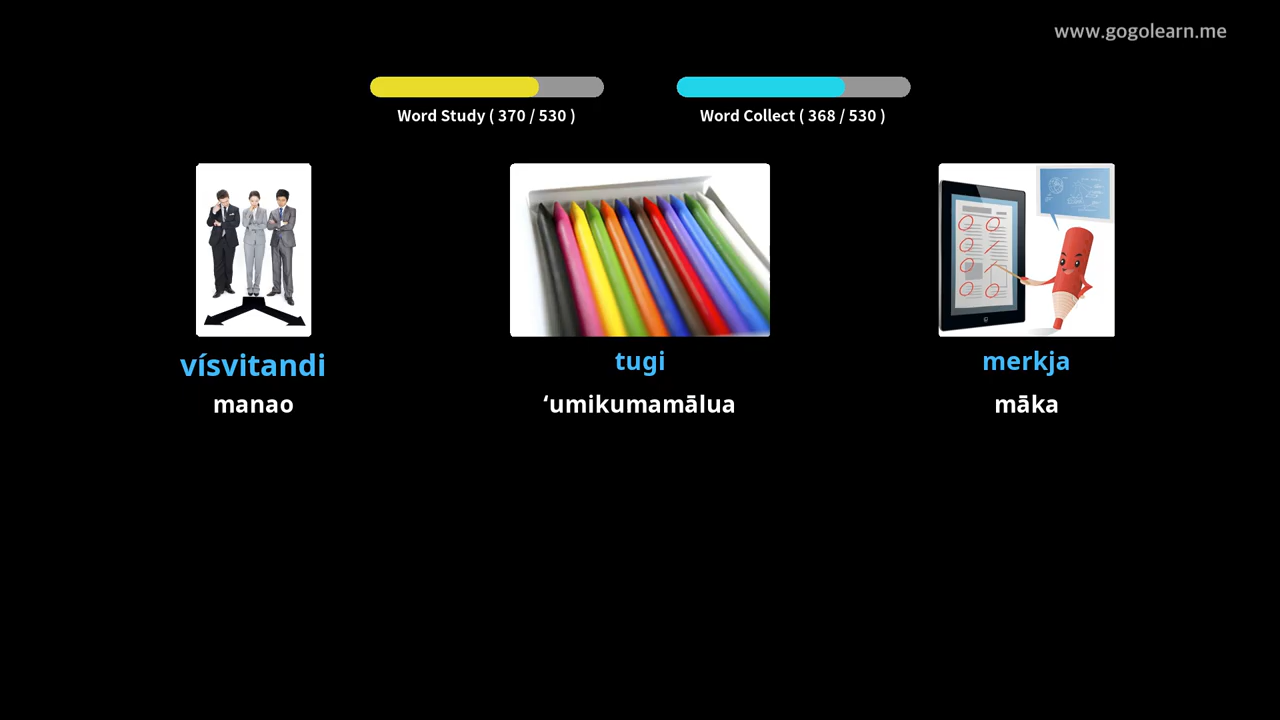 www.gogolearn.me
Word Study ( 370 / 530 )
Word Collect ( 368 / 530 )
vísvitandi
tugi
merkja
manao
ʻumikumamālua
māka